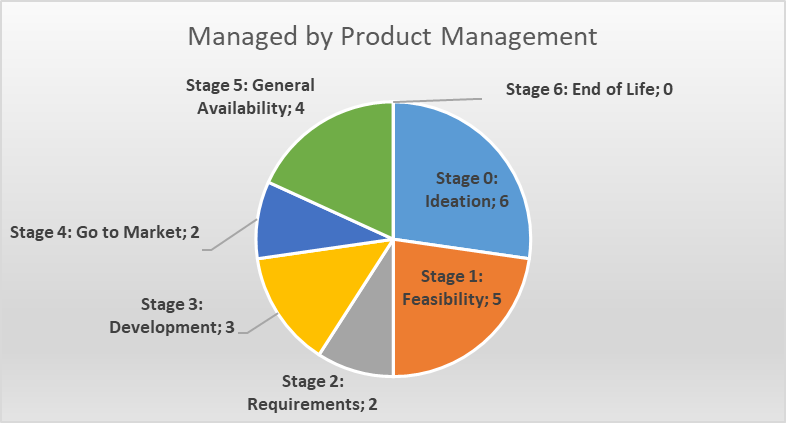 Managed by Product Management
Stage 5: General
Availability; 4
Stage 6: End of Life; 0
Stage 0:
Ideation; 6
Stage 4: Go to Market; 2
Stage 1:
Feasibility; 5
Stage 3:
Development; 3
Stage 2:
Requirements; 2